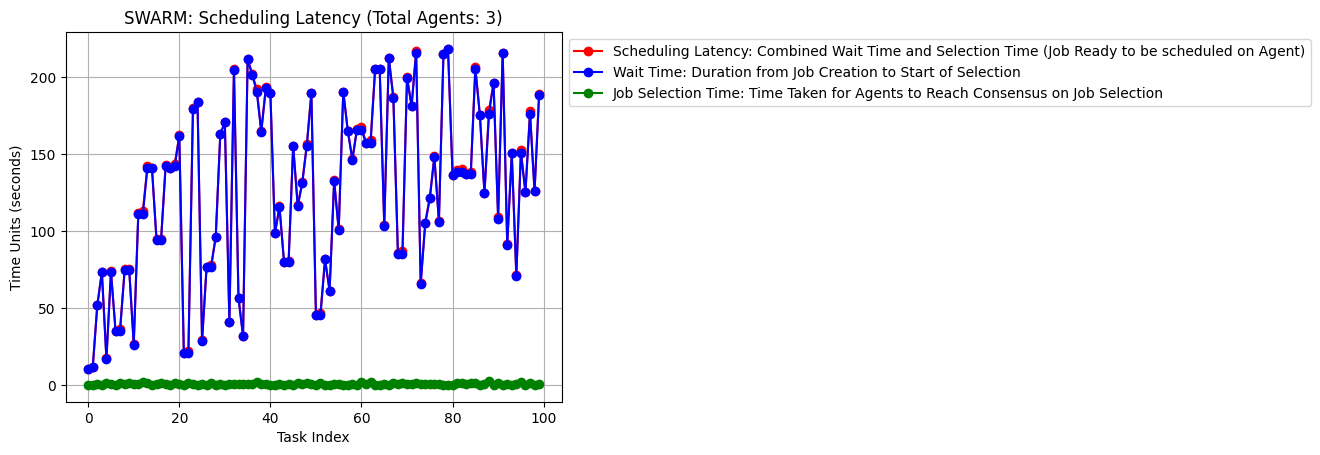 SWARM: Scheduling Latency (Total Agents: 3)
Scheduling Latency: Combined Wait Time and Selection Time (Job Ready to be scheduled on Agent)
Wait Time: Duration from Job Creation to Start of Selection
Job Selection Time: Time Taken for Agents to Reach Consensus on Job Selection
Time Units (seconds)
200
150
100
50
0
0
20
40
60
80
100
Task Index